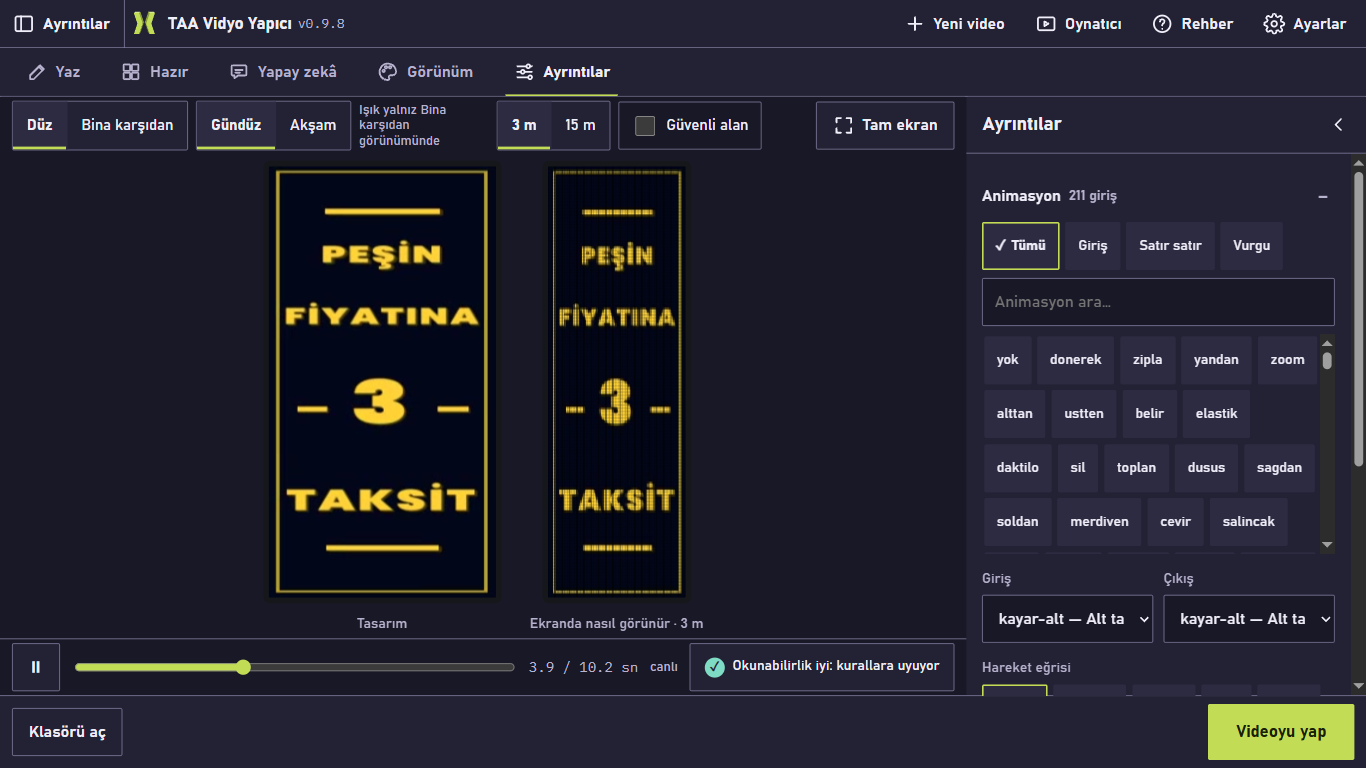 Ayrıntılar
TAA Vidyo Yapıcı v0.9.8
Yeni video
Oynatıcı
Rehber
Ayarlar
Yaz
Hazır
Yapay zekâ
Görünüm
Ayrıntılar
Düz
Bina karşıdan
Gündüz
Akşam
Işık yalnız Bina
karşıdan
görünümünde
3 m
15 m
Güvenli alan
Tam ekran
PEŞİN
FİYATINA
- 3 -
TAKSİT
Tasarım
PEŞİN
FİYATINA
- 3 -
TAKSİT
Ekranda nasıl görünür · 3 m
3.9 / 10.2 sn
canlı
Okunabilirlik iyi: kurallara uyuyor
Ayrıntılar
Animasyon 211 giriş
✓ Tümü
Giriş
Satır satır
Vurgu
Animasyon ara...
yok
donerek
zipla
yandan
zoom
alttan
ustten
belir
elastik
daktilo
sil
toplan
dusus
sagdan
soldan
merdiven
cevir
salincak
Giriş
Çıkış
kayar-alt — Alt ta
kayar-alt — Alt ta
Hareket eğrisi
Klasörü aç
Videoyu yap